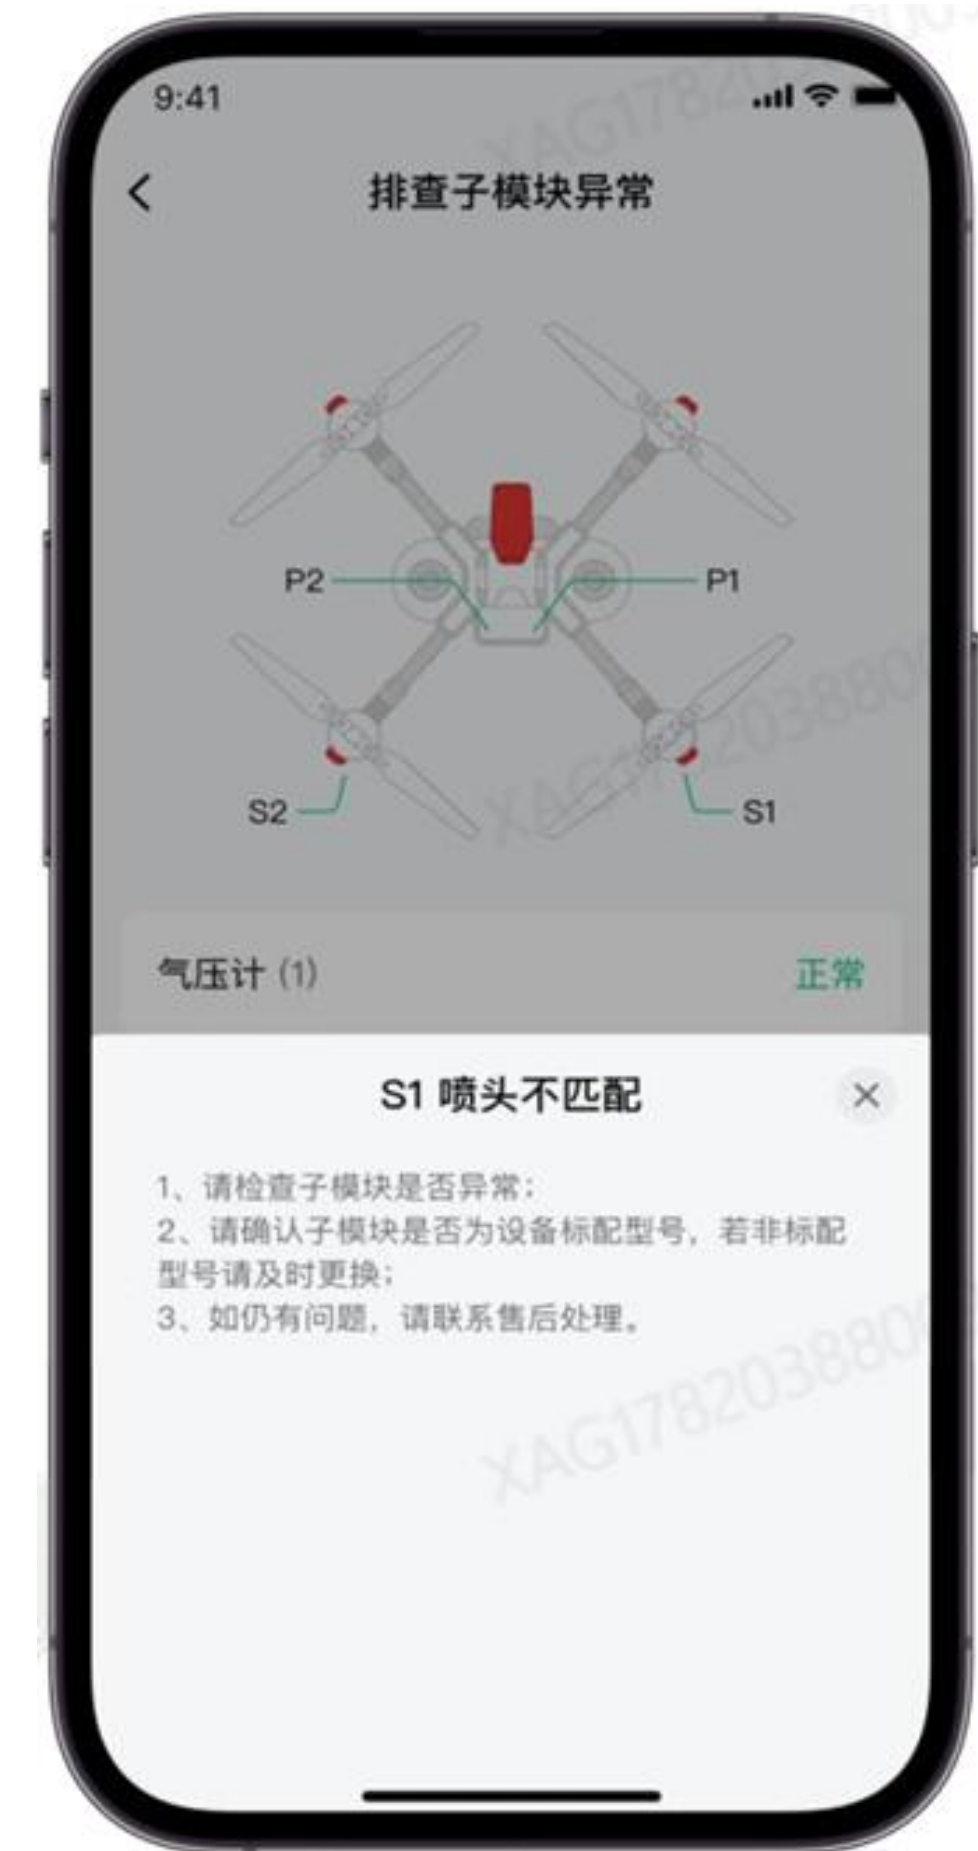 9:41
排查子模块异常
P2
P1
S2
S1
气压计 (1) 正常
S1 喷头不匹配
1、请检查子模块是否异常；
2、请确认子模块是否为设备标配型号，若非标配
型号请及时更换；
3、如仍有问题，请联系售后处理。